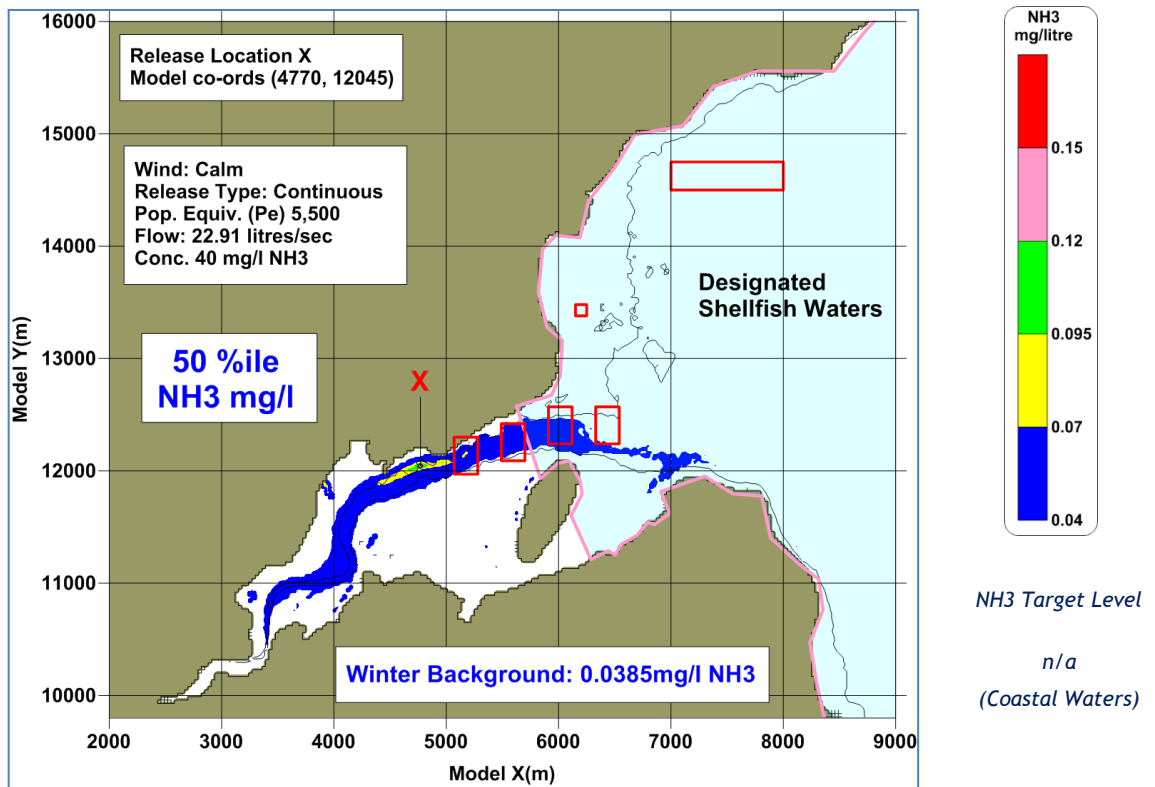 Release Location X
Model co-ords (4770, 12045)
Wind: Calm
Release Type: Continuous
Pop. Equiv. (Pe) 5,500
Flow: 22.91 litres/sec
Conc. 40 mg/l NH3
50 %ile
NH3 mg/l
X
Designated
Shellfish Waters
Winter Background: 0.0385mg/l NH3
Model Y(m)
16000
15000
14000
13000
12000
11000
10000
2000 3000 4000 5000 6000 7000 8000 9000
Model X(m)
NH3
mg/litre
0.15
0.12
0.095
0.07
0.04
NH3 Target Level
n/a
(Coastal Waters)